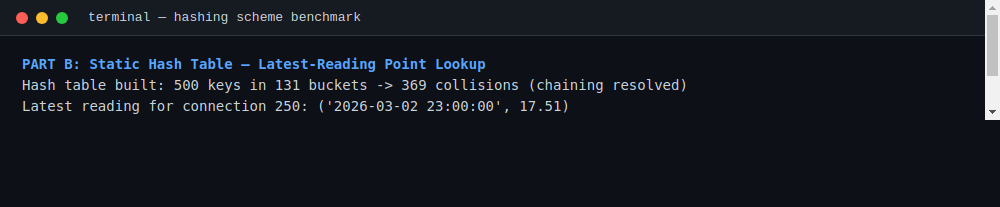 terminal — hashing scheme benchmark
PART B: Static Hash Table — Latest-Reading Point Lookup
Hash table built: 500 keys in 131 buckets -> 369 collisions (chaining resolved)
Latest reading for connection 250: ('2026-03-02 23:00:00', 17.51)